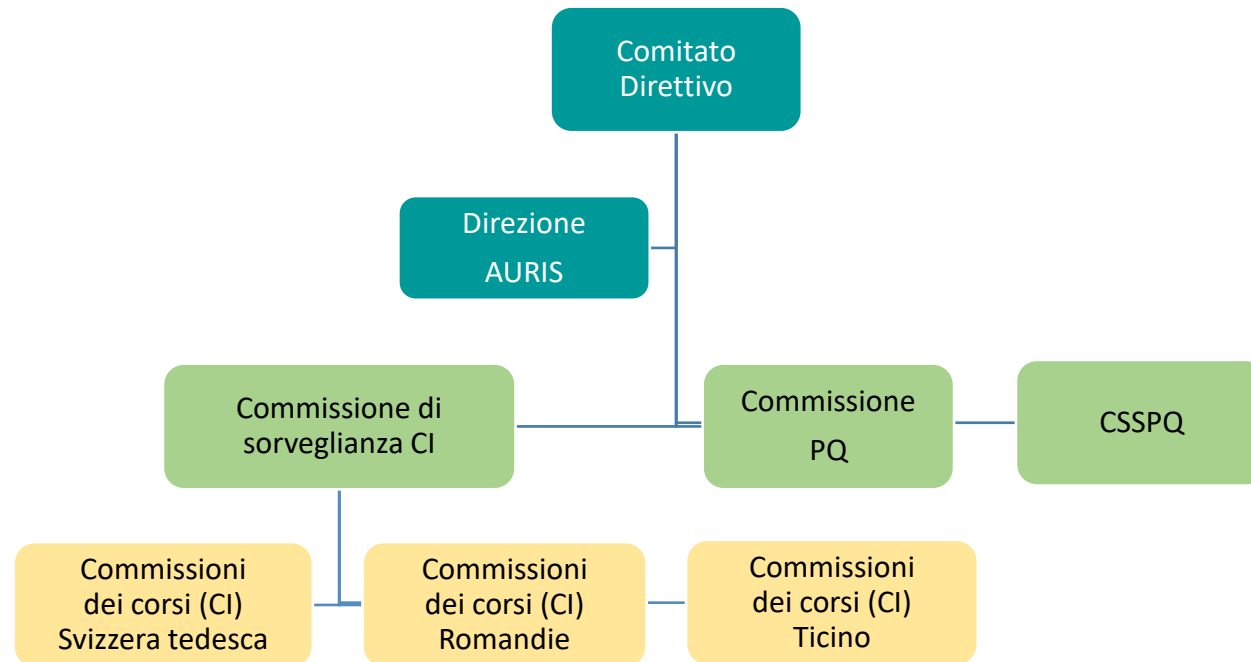 Comitato
Direttivo
Direzione
AURIS
Commissione di
sorveglianza CI
Commissione
PQ
CSSPQ
Commissioni
dei corsi (CI)
Svizzera tedesca
Commissioni
dei corsi (CI)
Romandie
Commissioni
dei corsi (CI)
Ticino